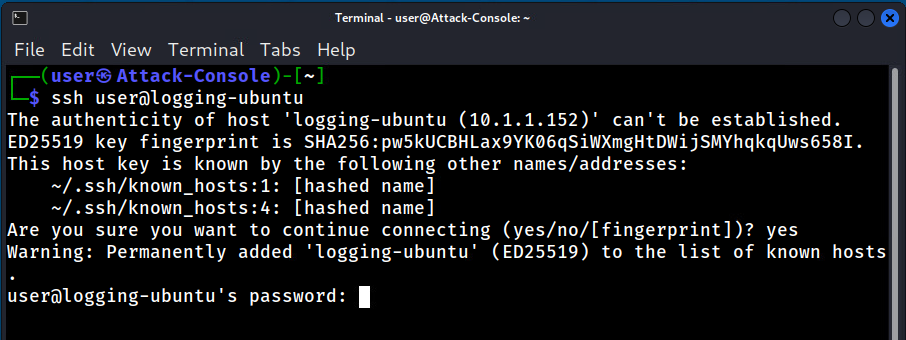 Terminal - user@Attack-Console: ~
File Edit View Terminal Tabs Help
┌──(user㉿Attack-Console)-[~]
└─$ ssh user@logging-ubuntu
The authenticity of host 'logging-ubuntu (10.1.1.152)' can't be established.
ED25519 key fingerprint is SHA256:pw5kUCBHLax9YK06qSiWXmgHtDWijSMYhqkqUws658I.
This host key is known by the following other names/addresses:
    ~/.ssh/known_hosts:1: [hashed name]
    ~/.ssh/known_hosts:4: [hashed name]
Are you sure you want to continue connecting (yes/no/[fingerprint])? yes
Warning: Permanently added 'logging-ubuntu' (ED25519) to the list of known hosts
.
user@logging-ubuntu's password: